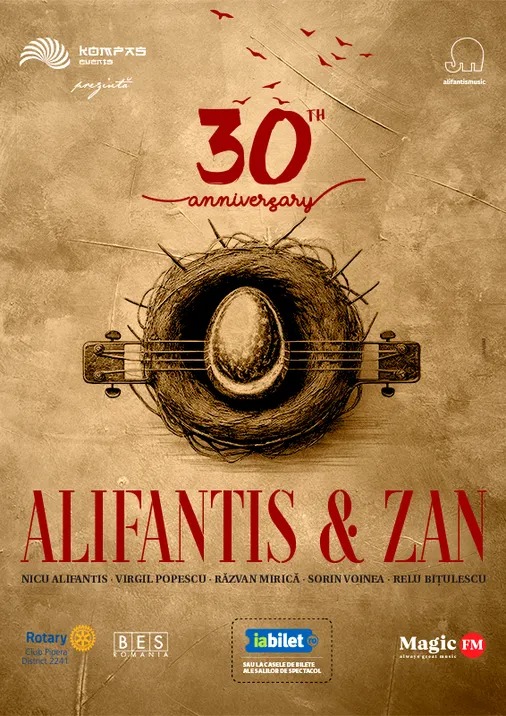 KOMPAS
events
prezintă
alifantismusic
30TH
anniversary
ALIFANTIS & ZAN
NICU ALIFANTIS · VIRGIL POPESCU · RĂZVAN MIRICĂ · SORIN VOINEA · RELU BIȚULESCU
Rotary
Club Pipera
District 2241
BES
ROMANIA
iabilet.ro
SAU LA CASELE DE BILETE
ALE SALILOR DE SPECTACOL
Magic FM
always great music